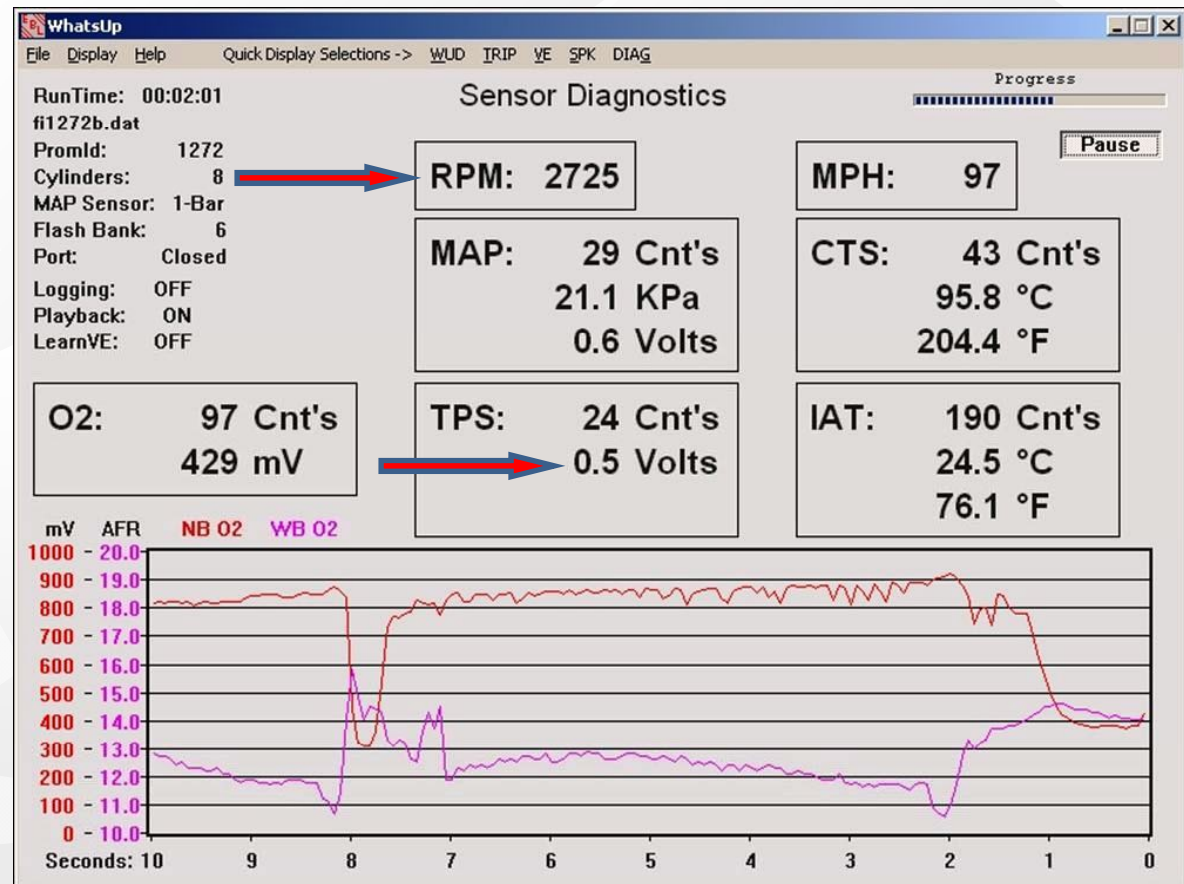 WhatsUp
File Display Help Quick Display Selections -> WUD TRIP VE SPK DIAG
RunTime: 00:02:01
fi1272b.dat
PromId: 1272
Cylinders: 8
MAP Sensor: 1-Bar
Flash Bank: 6
Port: Closed
Logging: OFF
Playback: ON
LearnVE: OFF
Sensor Diagnostics
Progress
Pause
RPM: 2725
MPH: 97
MAP: 29 Cnt's
21.1 KPa
0.6 Volts
CTS: 43 Cnt's
95.8 °C
204.4 °F
O2: 97 Cnt's
429 mV
TPS: 24 Cnt's
0.5 Volts
IAT: 190 Cnt's
24.5 °C
76.1 °F
mV AFR NB O2 WB O2
1000 - 20.0
900 - 19.0
800 - 18.0
700 - 17.0
600 - 16.0
500 - 15.0
400 - 14.0
300 - 13.0
200 - 12.0
100 - 11.0
0 - 10.0
Seconds: 10 9 8 7 6 5 4 3 2 1 0